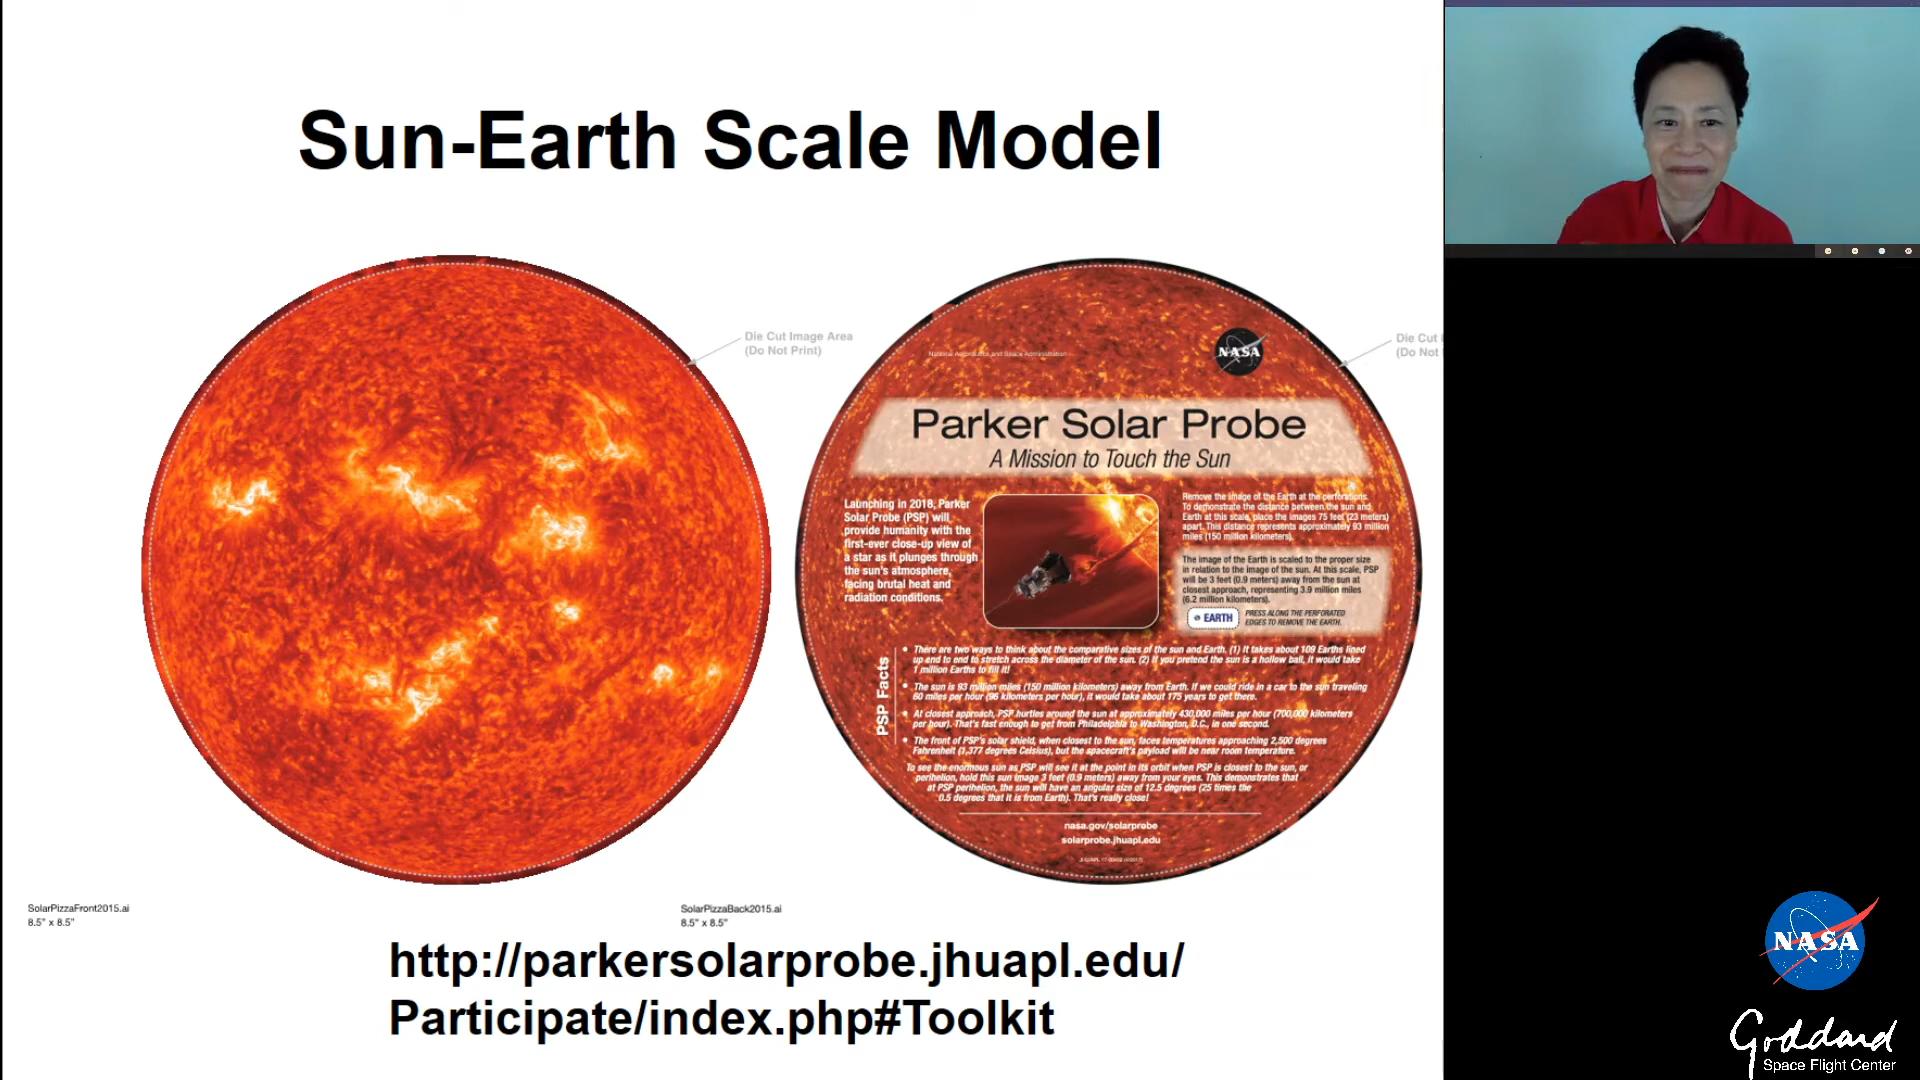 Sun-Earth Scale Model
Die Cut Image Area
(Do Not Print)
Die Cut
(Do Not
National Aeronautics and Space Administration
NASA
Parker Solar Probe
A Mission to Touch the Sun
Launching in 2018, Parker
Solar Probe (PSP) will
provide humanity with the
first-ever close-up view of
a star as it plunges through
the sun's atmosphere,
facing brutal heat and
radiation conditions.
Remove the image of the Earth at the perforations.
To demonstrate the distance between the sun and
Earth at this scale, place the images 75 feet (23 meters)
apart. This distance represents approximately 93 million
miles (150 million kilometers).
The image of the Earth is scaled to the proper size
in relation to the image of the sun. At this scale, PSP
will be 3 feet (0.9 meters) away from the sun at
closest approach, representing 3.9 million miles
(6.2 million kilometers).
EARTH
PRESS ALONG THE PERFORATED
EDGES TO REMOVE THE EARTH.
PSP Facts
• There are two ways to think about the comparative sizes of the sun and Earth. (1) It takes about 109 Earths lined
up end to end to stretch across the diameter of the sun. (2) If you pretend the sun is a hollow ball, it would take
1 million Earths to fill it!
• The sun is 93 million miles (150 million kilometers) away from Earth. If we could ride in a car to the sun traveling
60 miles per hour (96 kilometers per hour), it would take about 175 years to get there.
• At closest approach, PSP hurtles around the sun at approximately 430,000 miles per hour (700,000 kilometers
per hour). That's fast enough to get from Philadelphia to Washington, D.C., in one second.
• The front of PSP's solar shield, when closest to the sun, faces temperatures approaching 2,500 degrees
Fahrenheit (1,377 degrees Celsius), but the spacecraft's payload will be near room temperature.
To see the enormous sun as PSP will see it at the point in its orbit when PSP is closest to the sun, or
perihelion, hold this sun image 3 feet (0.9 meters) away from your eyes. This demonstrates that
at PSP perihelion, the sun will have an angular size of 12.5 degrees (25 times the
0.5 degrees that it is from Earth). That's really close!
nasa.gov/solarprobe
solarprobe.jhuapl.edu
SolarPizzaFront2015.ai
8.5" x 8.5"
SolarPizzaBack2015.ai
8.5" x 8.5"
http://parkersolarprobe.jhuapl.edu/
Participate/index.php#Toolkit
NASA
Goddard
Space Flight Center